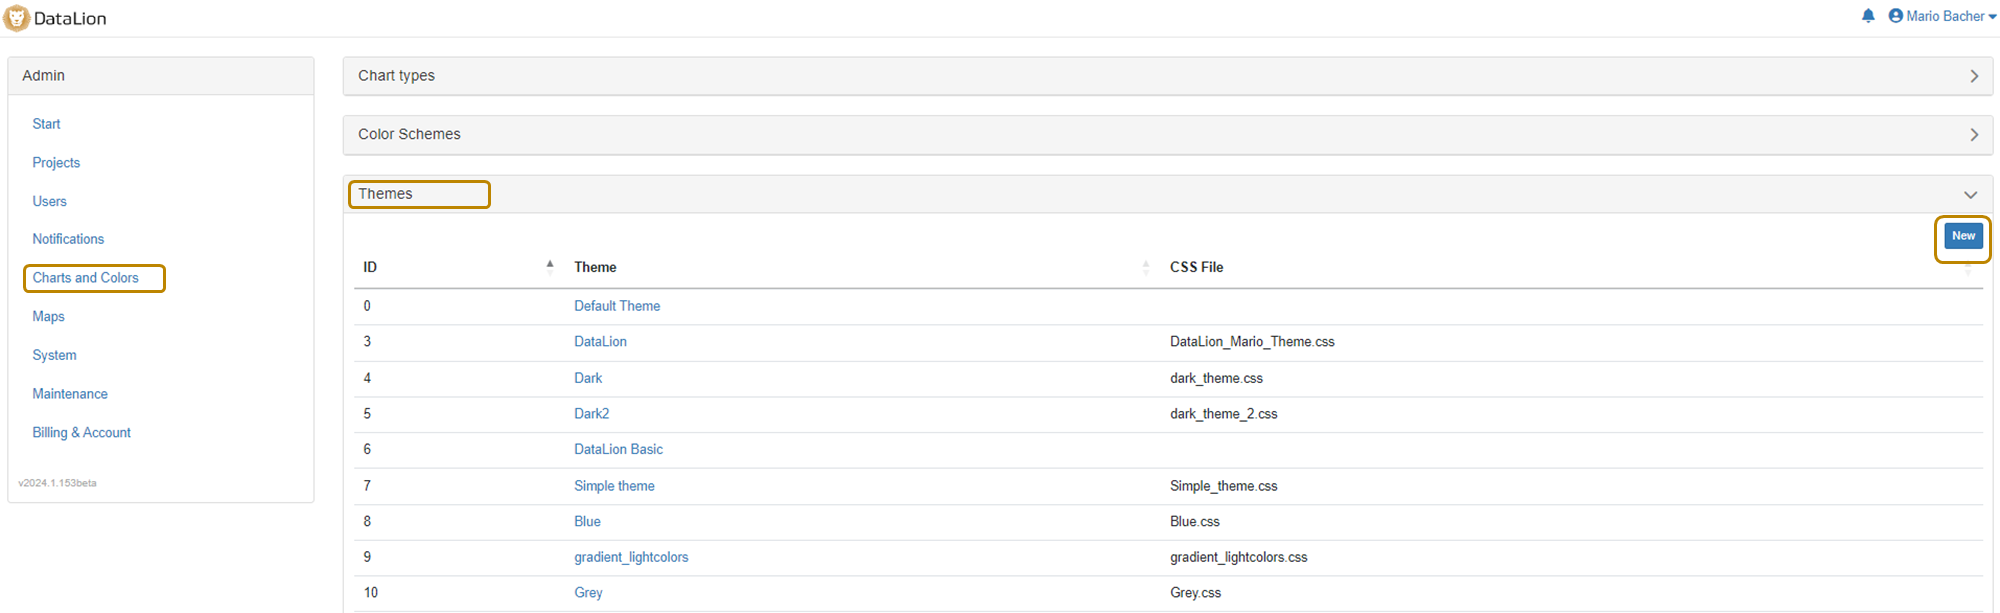 DataLion
Mario Bacher
Admin
Start
Projects
Users
Notifications
Charts and Colors
Maps
System
Maintenance
Billing & Account
v2024.1.153beta
Chart types
Color Schemes
Themes
New
ID Theme CSS File
0 Default Theme
3 DataLion DataLion_Mario_Theme.css
4 Dark dark_theme.css
5 Dark2 dark_theme_2.css
6 DataLion Basic
7 Simple theme Simple_theme.css
8 Blue Blue.css
9 gradient_lightcolors gradient_lightcolors.css
10 Grey Grey.css